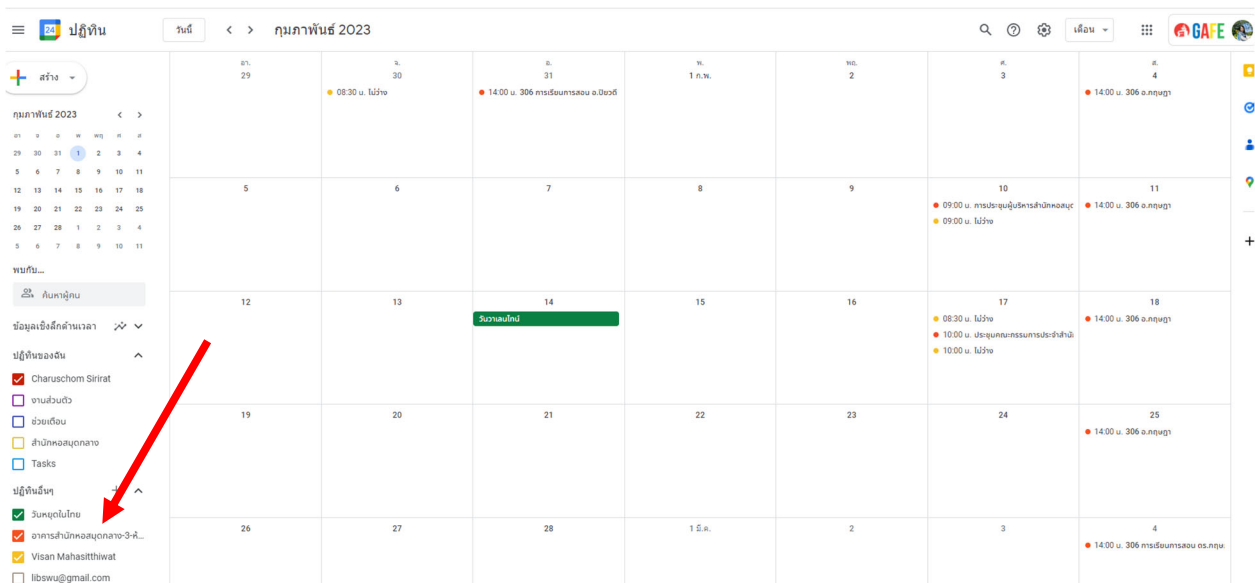 ปฏิทิน
วันนี้
กุมภาพันธ์ 2023
เดือน
GAFE
สร้าง
กุมภาพันธ์ 2023
อา จ อ พ พฤ ศ ส
29 30 31 1 2 3 4
5 6 7 8 9 10 11
12 13 14 15 16 17 18
19 20 21 22 23 24 25
26 27 28 1 2 3 4
5 6 7 8 9 10 11
พบกับ...
ค้นหาผู้คน
ข้อมูลเชิงลึกด้านเวลา
ปฏิทินของฉัน
Charuschom Sirirat
งานส่วนตัว
ช่วยเตือน
สำนักหอสมุดกลาง
Tasks
ปฏิทินอื่นๆ
วันหยุดในไทย
อาคารสำนักหอสมุดกลาง-3-ห้...
Visan Mahasitthiwat
libswu@gmail.com
อา. จ. อ. พ. พฤ. ศ. ส.
29 30 31 1 ก.พ. 2 3 4
08:30 น. ไม่ว่าง
14:00 น. 306 การเรียนการสอน อ.ปิยวดี
14:00 น. 306 อ.กฤษฎา
5 6 7 8 9 10 11
09:00 น. การประชุมผู้บริหารสำนักหอสมุด
09:00 น. ไม่ว่าง
14:00 น. 306 อ.กฤษฎา
12 13 14 15 16 17 18
วันวาเลนไทน์
08:30 น. ไม่ว่าง
10:00 น. ประชุมคณะกรรมการประจำสำนั
10:00 น. ไม่ว่าง
14:00 น. 306 อ.กฤษฎา
19 20 21 22 23 24 25
14:00 น. 306 อ.กฤษฎา
26 27 28 1 มี.ค. 2 3 4
14:00 น. 306 การเรียนการสอน ดร.กฤษ